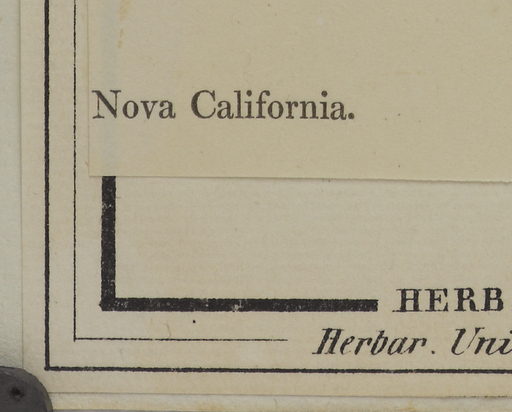 Nova California.
HERB
Herbar. Uni